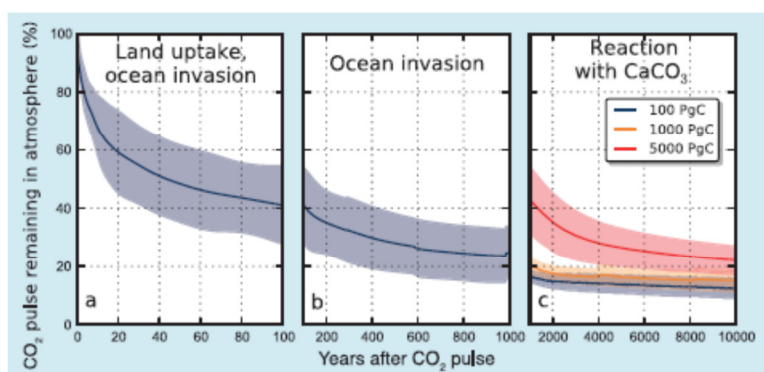 CO2 pulse remaining in atmosphere (%)
100
80
60
40
20
0
Land uptake,
ocean invasion
a
0 20 40 60 80 100
Ocean invasion
b
200 400 600 800 1000
Reaction
with CaCO3
100 PgC
1000 PgC
5000 PgC
c
2000 4000 6000 8000 10000
Years after CO2 pulse